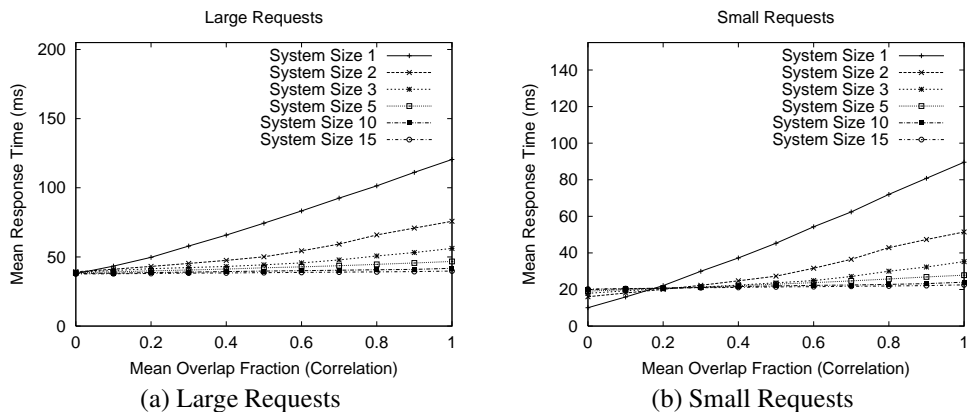 Large Requests
200
150
100
50
0
0 0.2 0.4 0.6 0.8 1
Mean Response Time (ms)
Mean Overlap Fraction (Correlation)
System Size 1
System Size 2
System Size 3
System Size 5
System Size 10
System Size 15
(a) Large Requests
Small Requests
140
120
100
80
60
40
20
0
0 0.2 0.4 0.6 0.8 1
Mean Response Time (ms)
Mean Overlap Fraction (Correlation)
System Size 1
System Size 2
System Size 3
System Size 5
System Size 10
System Size 15
(b) Small Requests